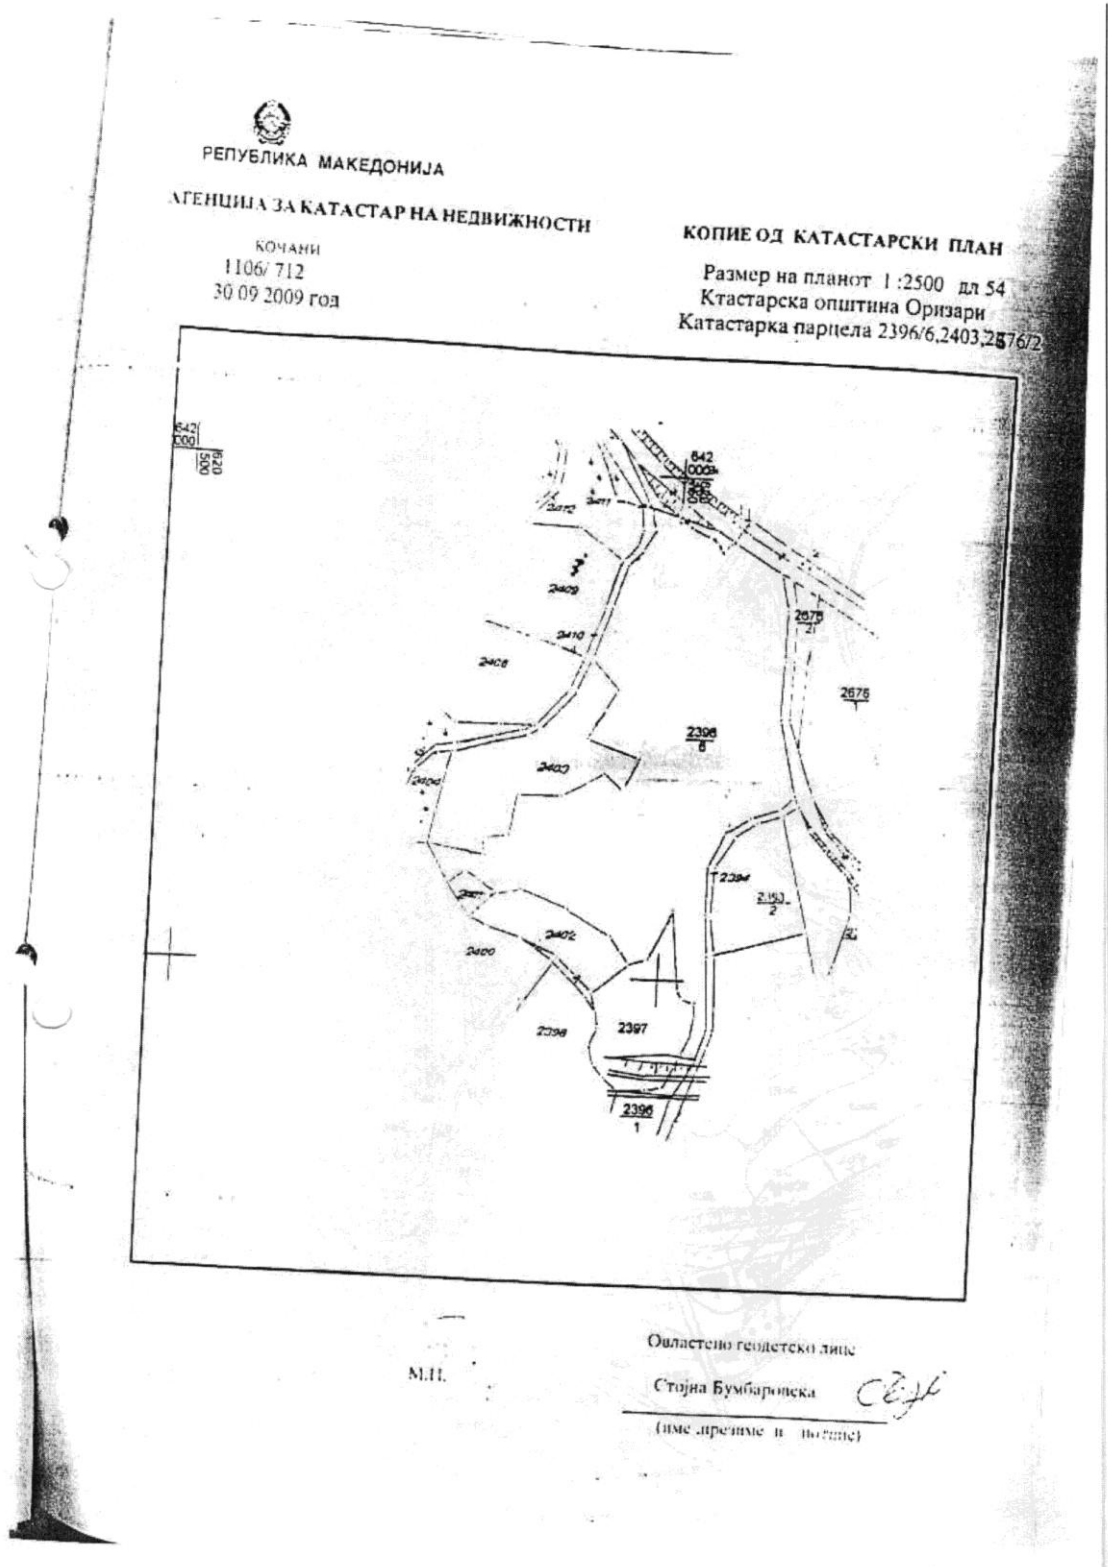 РЕПУБЛИКА МАКЕДОНИЈА
АГЕНЦИЈА ЗА КАТАСТАР НА НЕДВИЖНОСТИ
КОЧАНИ
1106/ 712
30 09 2009 год
КОПИЕ ОД КАТАСТАРСКИ ПЛАН
Размер на планот 1:2500 дл 54
Ктастарска општина Оризари
Катастарка парцела 2396/6,2403,2676/2
642
000
620
500
642
000
2412
2411
2409
2410
2408
2676
2
2676
1
2396
6
2403
2404
2394
2393
2
2402
2400
2398
2397
2396
1
М.П.
Овластено геодетско лице
Стојна Бумбаровска
(име ,презиме и потпис)